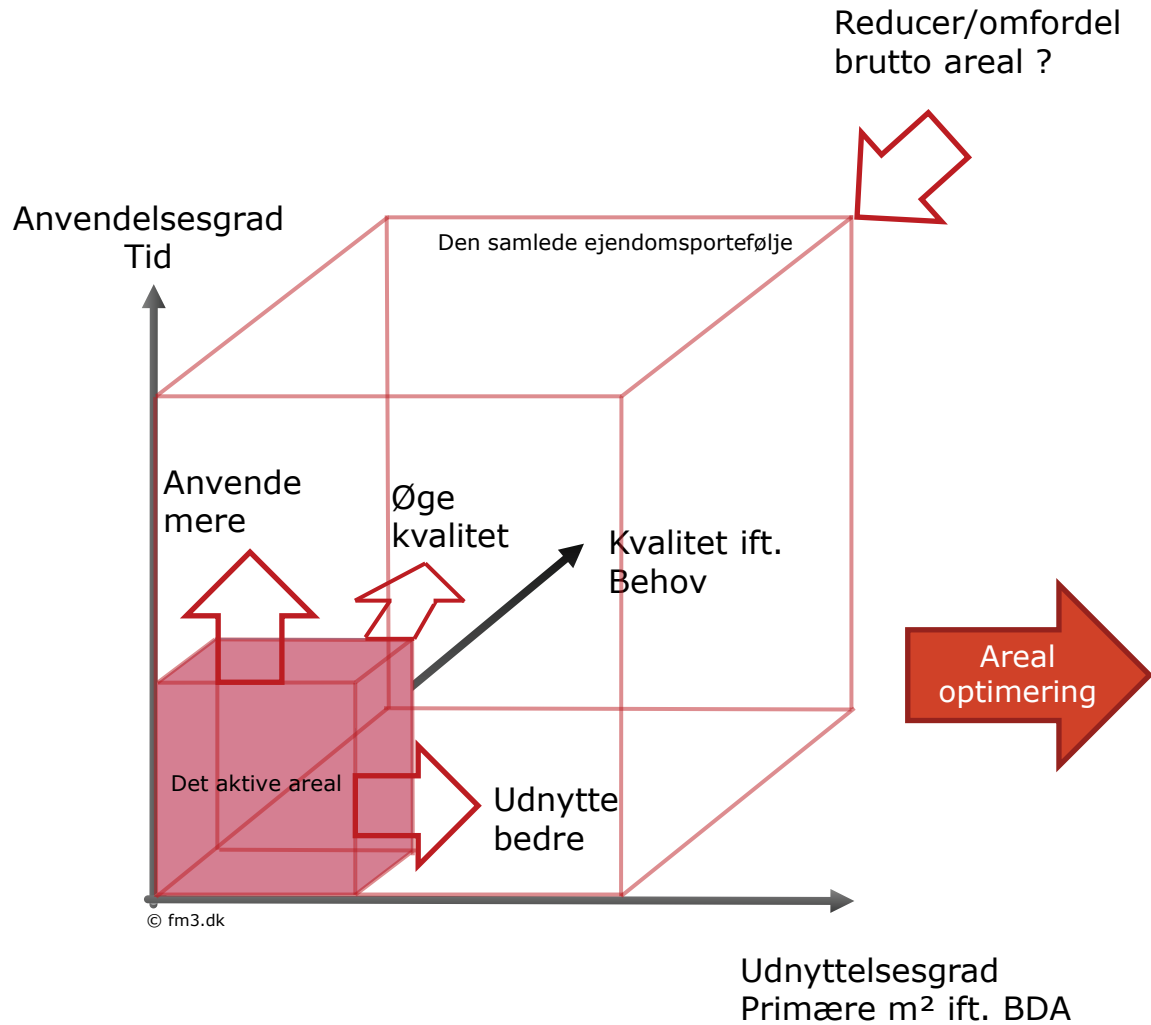 Reducer/omfordel
brutto areal ?
Anvendelsesgrad
Tid
Den samlede ejendomsportefølje
Anvende
mere
Øge
kvalitet
Kvalitet ift.
Behov
Areal
optimering
Det aktive areal
Udnytte
bedre
© fm3.dk
Udnyttelsesgrad
Primære m² ift. BDA